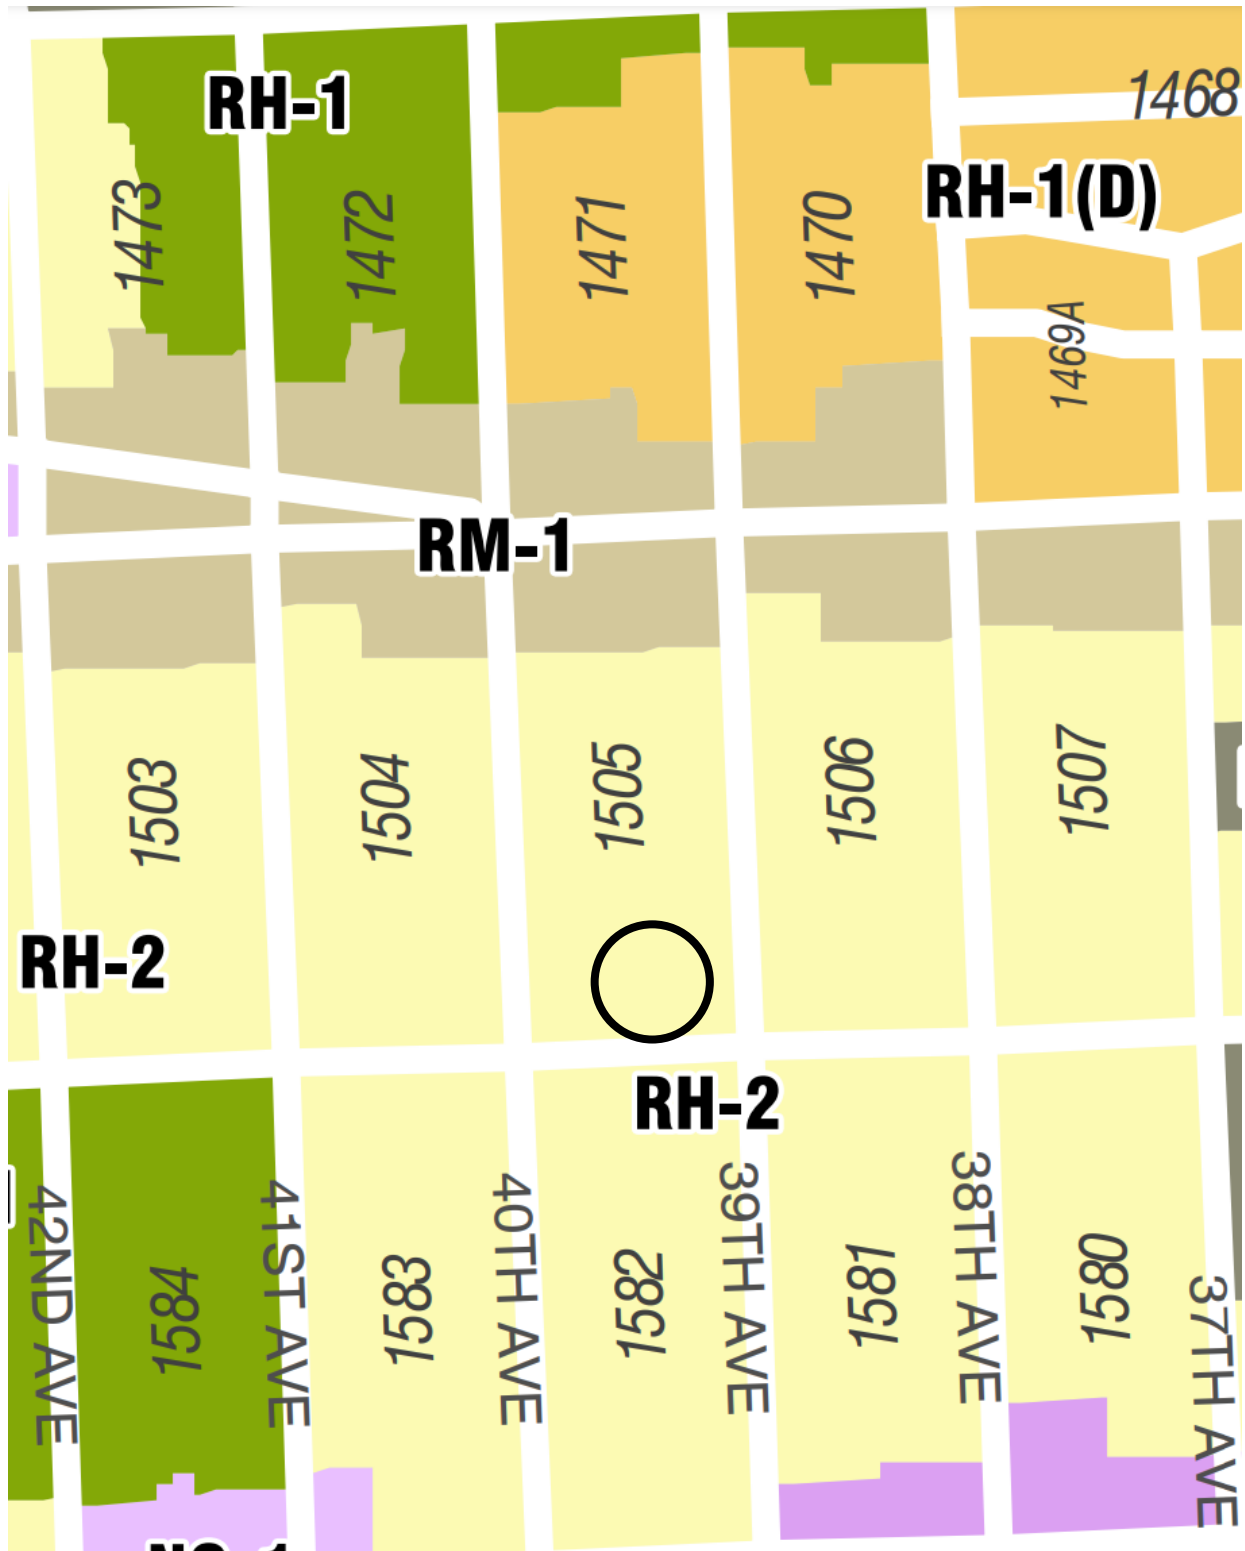 RH-1
1468
RH-1(D)
1473
1472
1471
1470
1469A
RM-1
1503
1504
1505
1506
1507
RH-2
RH-2
42ND AVE
41ST AVE
40TH AVE
39TH AVE
38TH AVE
37TH AVE
1584
1583
1582
1581
1580